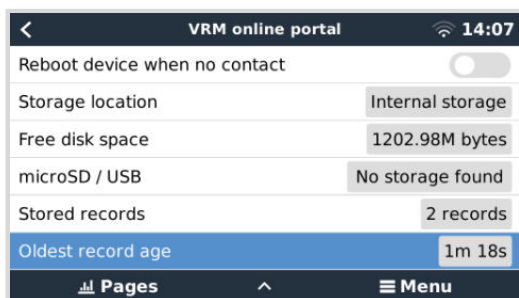 VRM online portal 14:07
Reboot device when no contact
Storage location Internal storage
Free disk space 1202.98M bytes
microSD / USB No storage found
Stored records 2 records
Oldest record age 1m 18s
Pages Menu